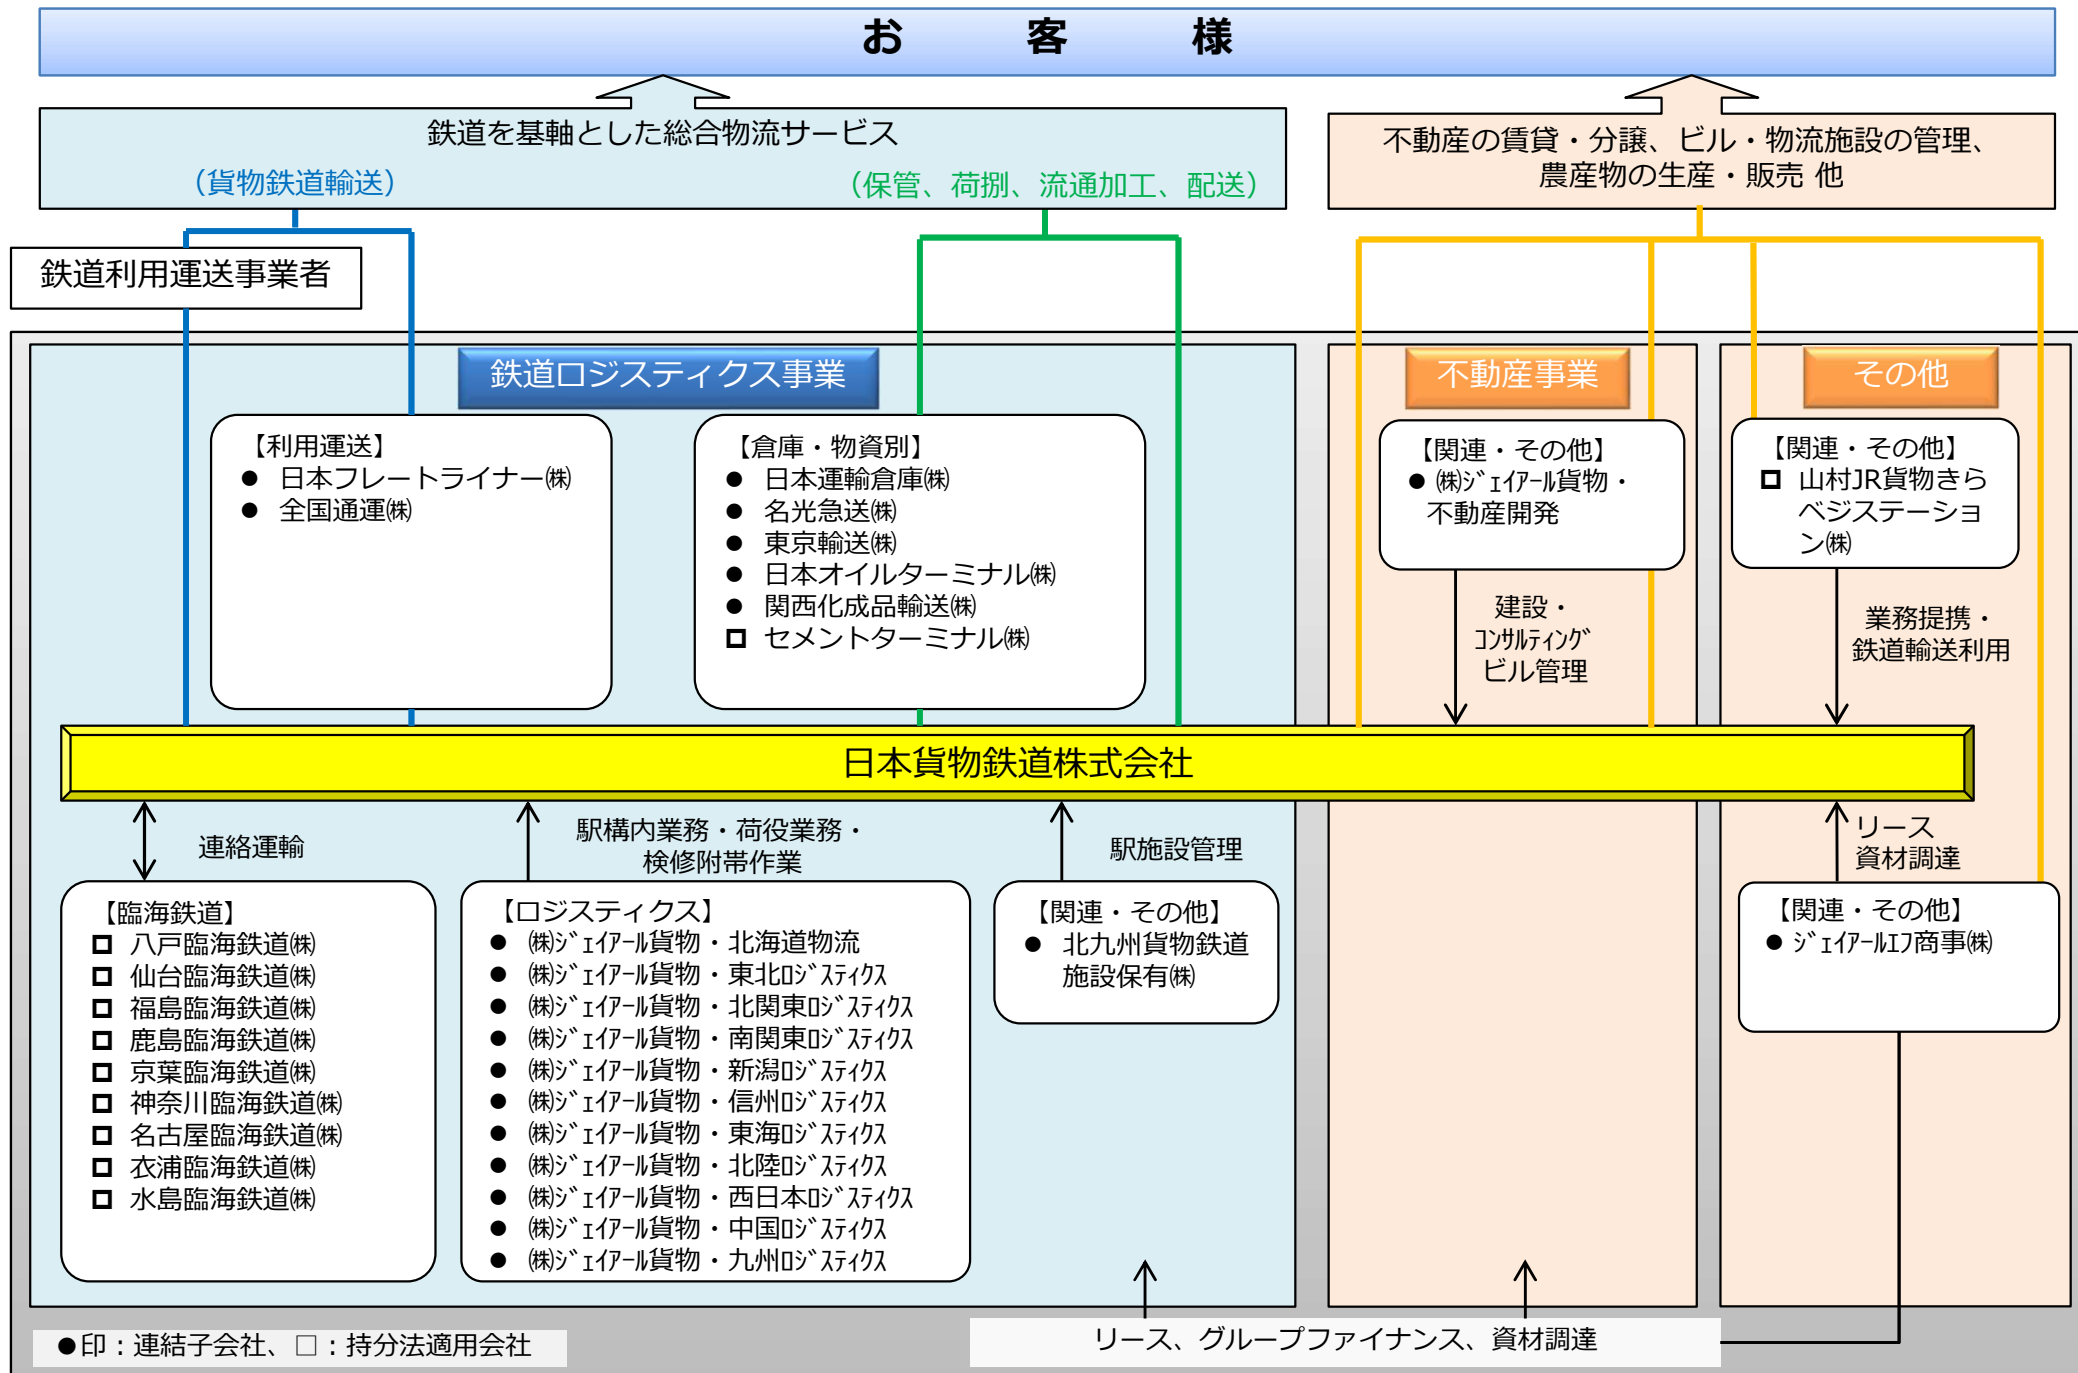 お 客 様
鉄道を基軸とした総合物流サービス
（貨物鉄道輸送）
（保管、荷捌、流通加工、配送）
不動産の賃貸・分譲、ビル・物流施設の管理、
農産物の生産・販売 他
鉄道利用運送事業者
鉄道ロジスティクス事業
不動産事業
その他
【利用運送】
● 日本フレートライナー㈱
● 全国通運㈱
【倉庫・物資別】
● 日本運輸倉庫㈱
● 名光急送㈱
● 東京輸送㈱
● 日本オイルターミナル㈱
● 関西化成品輸送㈱
□ セメントターミナル㈱
【関連・その他】
● ㈱ｼﾞｪｲｱｰﾙ貨物・
不動産開発
【関連・その他】
□ 山村JR貨物きら
ベジステーショ
ン㈱
建設・
ｺﾝｻﾙﾃｨﾝｸﾞ
ビル管理
業務提携・
鉄道輸送利用
日本貨物鉄道株式会社
連絡運輸
駅構内業務・荷役業務・
検修附帯作業
駅施設管理
リース
資材調達
【臨海鉄道】
□ 八戸臨海鉄道㈱
□ 仙台臨海鉄道㈱
□ 福島臨海鉄道㈱
□ 鹿島臨海鉄道㈱
□ 京葉臨海鉄道㈱
□ 神奈川臨海鉄道㈱
□ 名古屋臨海鉄道㈱
□ 衣浦臨海鉄道㈱
□ 水島臨海鉄道㈱
【ロジスティクス】
● ㈱ｼﾞｪｲｱｰﾙ貨物・北海道物流
● ㈱ｼﾞｪｲｱｰﾙ貨物・東北ﾛｼﾞｽﾃｨｸｽ
● ㈱ｼﾞｪｲｱｰﾙ貨物・北関東ﾛｼﾞｽﾃｨｸｽ
● ㈱ｼﾞｪｲｱｰﾙ貨物・南関東ﾛｼﾞｽﾃｨｸｽ
● ㈱ｼﾞｪｲｱｰﾙ貨物・新潟ﾛｼﾞｽﾃｨｸｽ
● ㈱ｼﾞｪｲｱｰﾙ貨物・信州ﾛｼﾞｽﾃｨｸｽ
● ㈱ｼﾞｪｲｱｰﾙ貨物・東海ﾛｼﾞｽﾃｨｸｽ
● ㈱ｼﾞｪｲｱｰﾙ貨物・北陸ﾛｼﾞｽﾃｨｸｽ
● ㈱ｼﾞｪｲｱｰﾙ貨物・西日本ﾛｼﾞｽﾃｨｸｽ
● ㈱ｼﾞｪｲｱｰﾙ貨物・中国ﾛｼﾞｽﾃｨｸｽ
● ㈱ｼﾞｪｲｱｰﾙ貨物・九州ﾛｼﾞｽﾃｨｸｽ
【関連・その他】
● 北九州貨物鉄道
施設保有㈱
【関連・その他】
● ｼﾞｪｲｱｰﾙｴﾌ商事㈱
●印：連結子会社、□：持分法適用会社
リース、グループファイナンス、資材調達